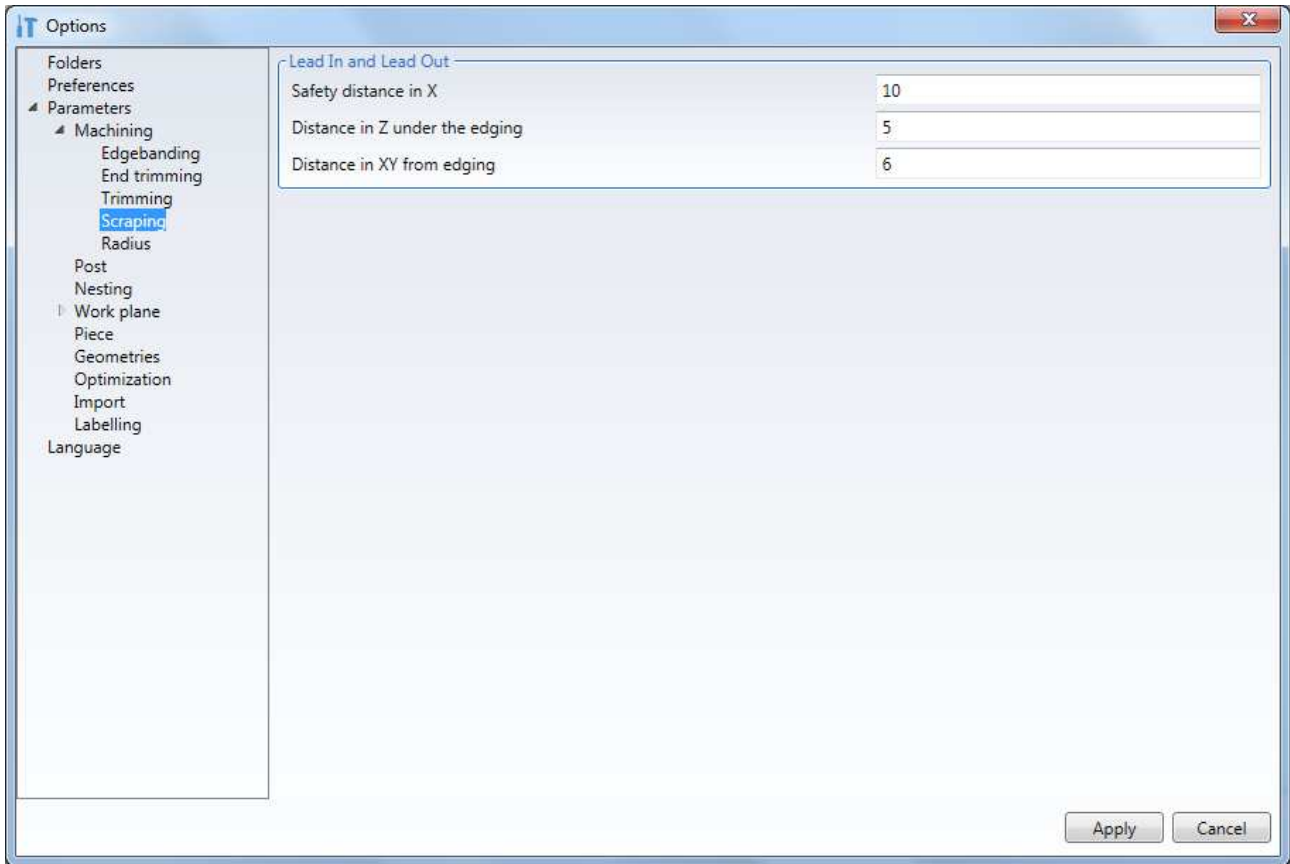 Options
Folders
Preferences
Parameters
Machining
Edgebanding
End trimming
Trimming
Scraping
Radius
Post
Nesting
Work plane
Piece
Geometries
Optimization
Import
Labelling
Language
Lead In and Lead Out
Safety distance in X 10
Distance in Z under the edging 5
Distance in XY from edging 6
Apply Cancel